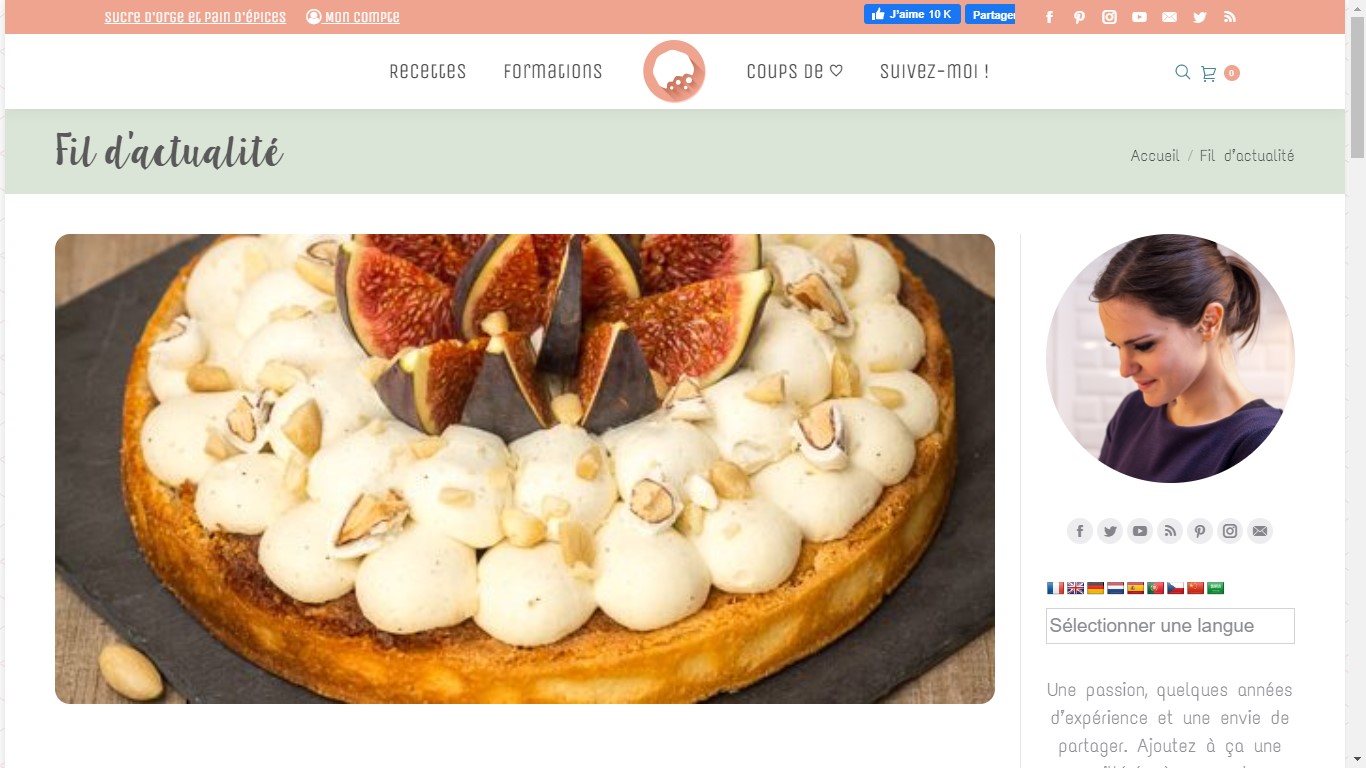 Sucre d'orge et Pain d'épices
Mon compte
J'aime 10 K
Partager
Recettes
Formations
Coups de ♡
Suivez-moi !
0
Fil d'actualité
Accueil / Fil d'actualité
Sélectionner une langue
Une passion, quelques années
d'expérience et une envie de
partager. Ajoutez à ça une